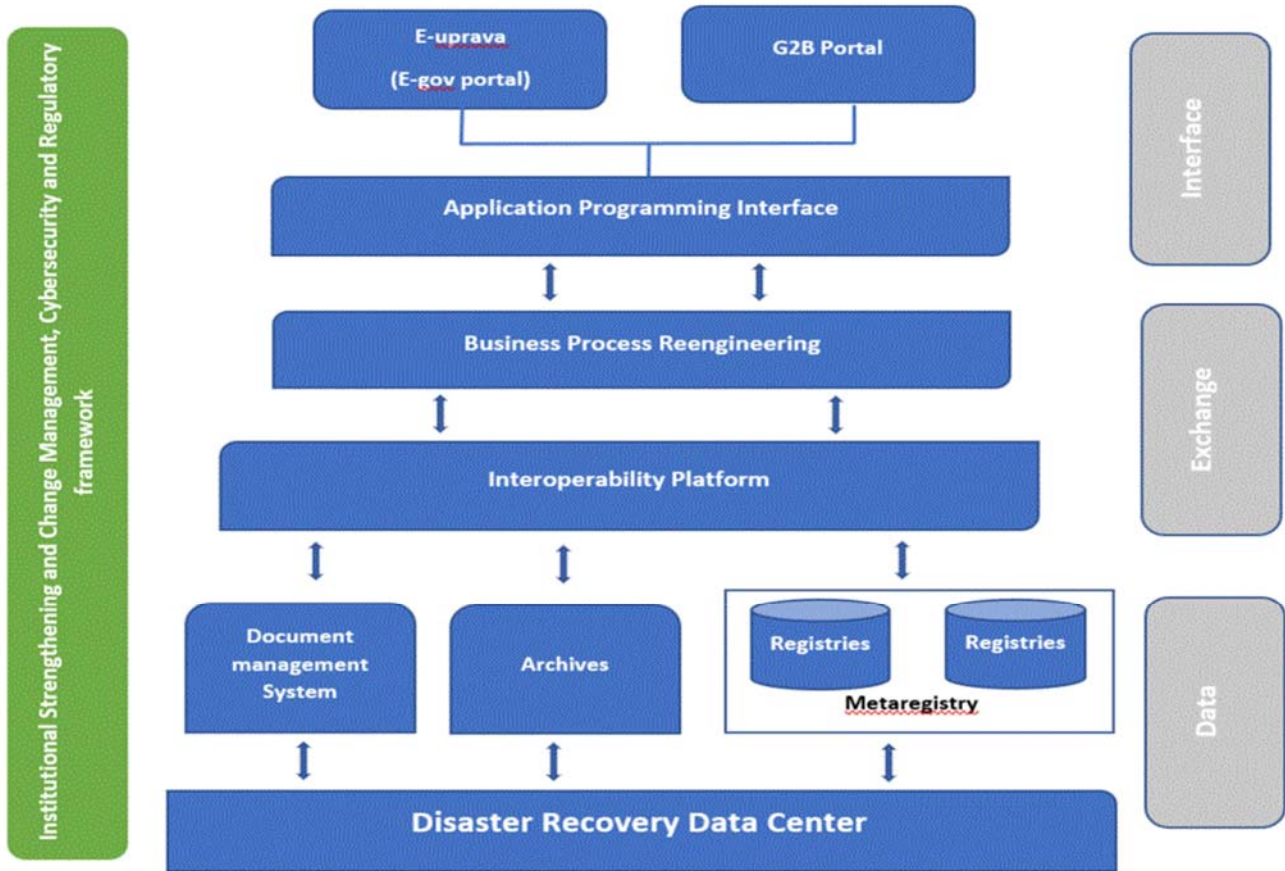 Institutional Strengthening and Change Management, Cybersecurity and Regulatory
framework
E-uprava
(E-gov portal)
G2B Portal
Application Programming Interface
Business Process Reengineering
Interoperability Platform
Document
management
System
Archives
Registries
Registries
Metaregistry
Disaster Recovery Data Center
Interface
Exchange
Data